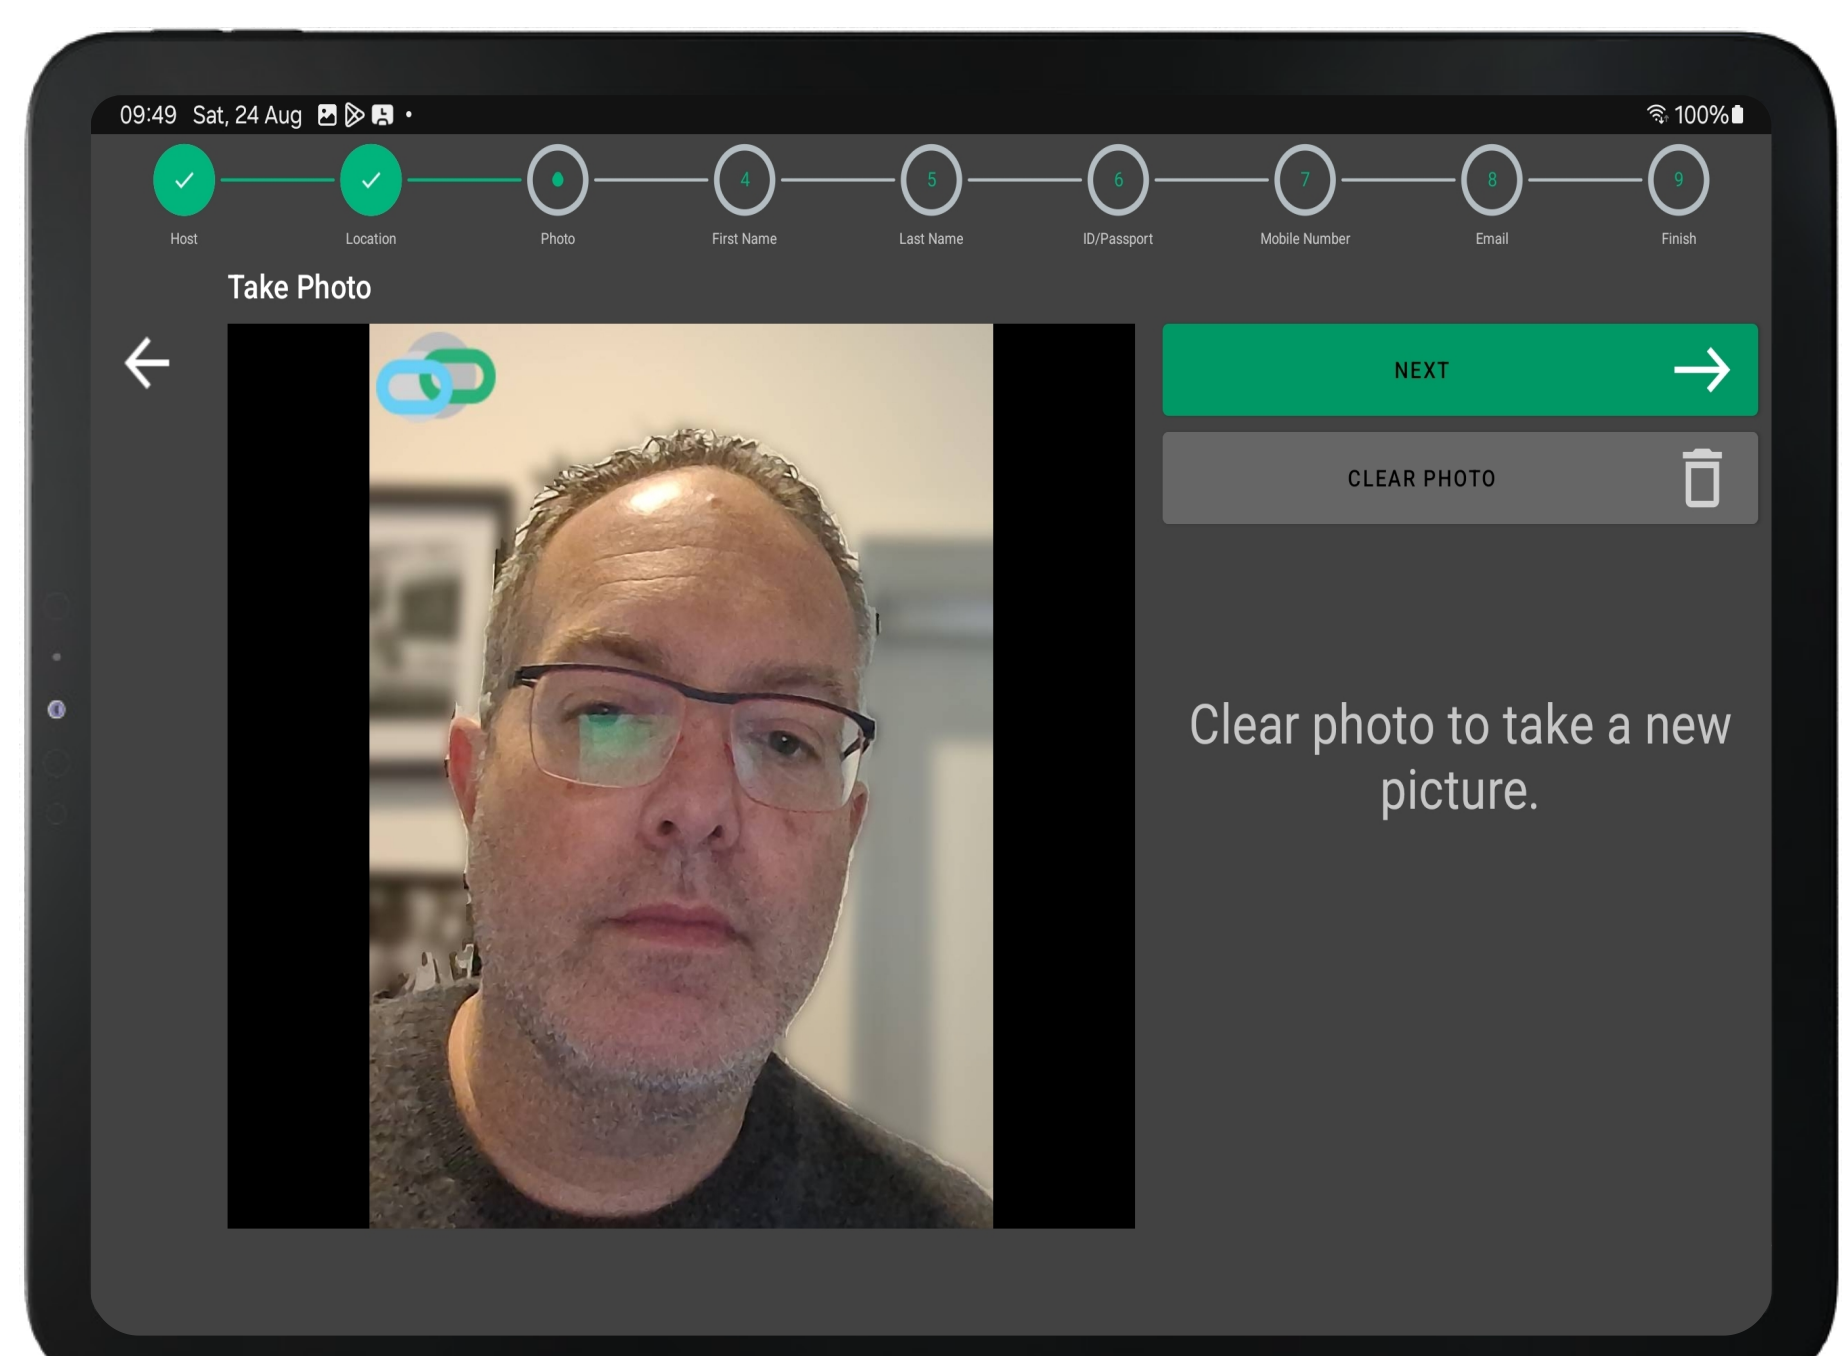 09:49 Sat, 24 Aug
100%
4 5 6 7 8 9
Host Location Photo First Name Last Name ID/Passport Mobile Number Email Finish
Take Photo
NEXT
CLEAR PHOTO
Clear photo to take a new
picture.